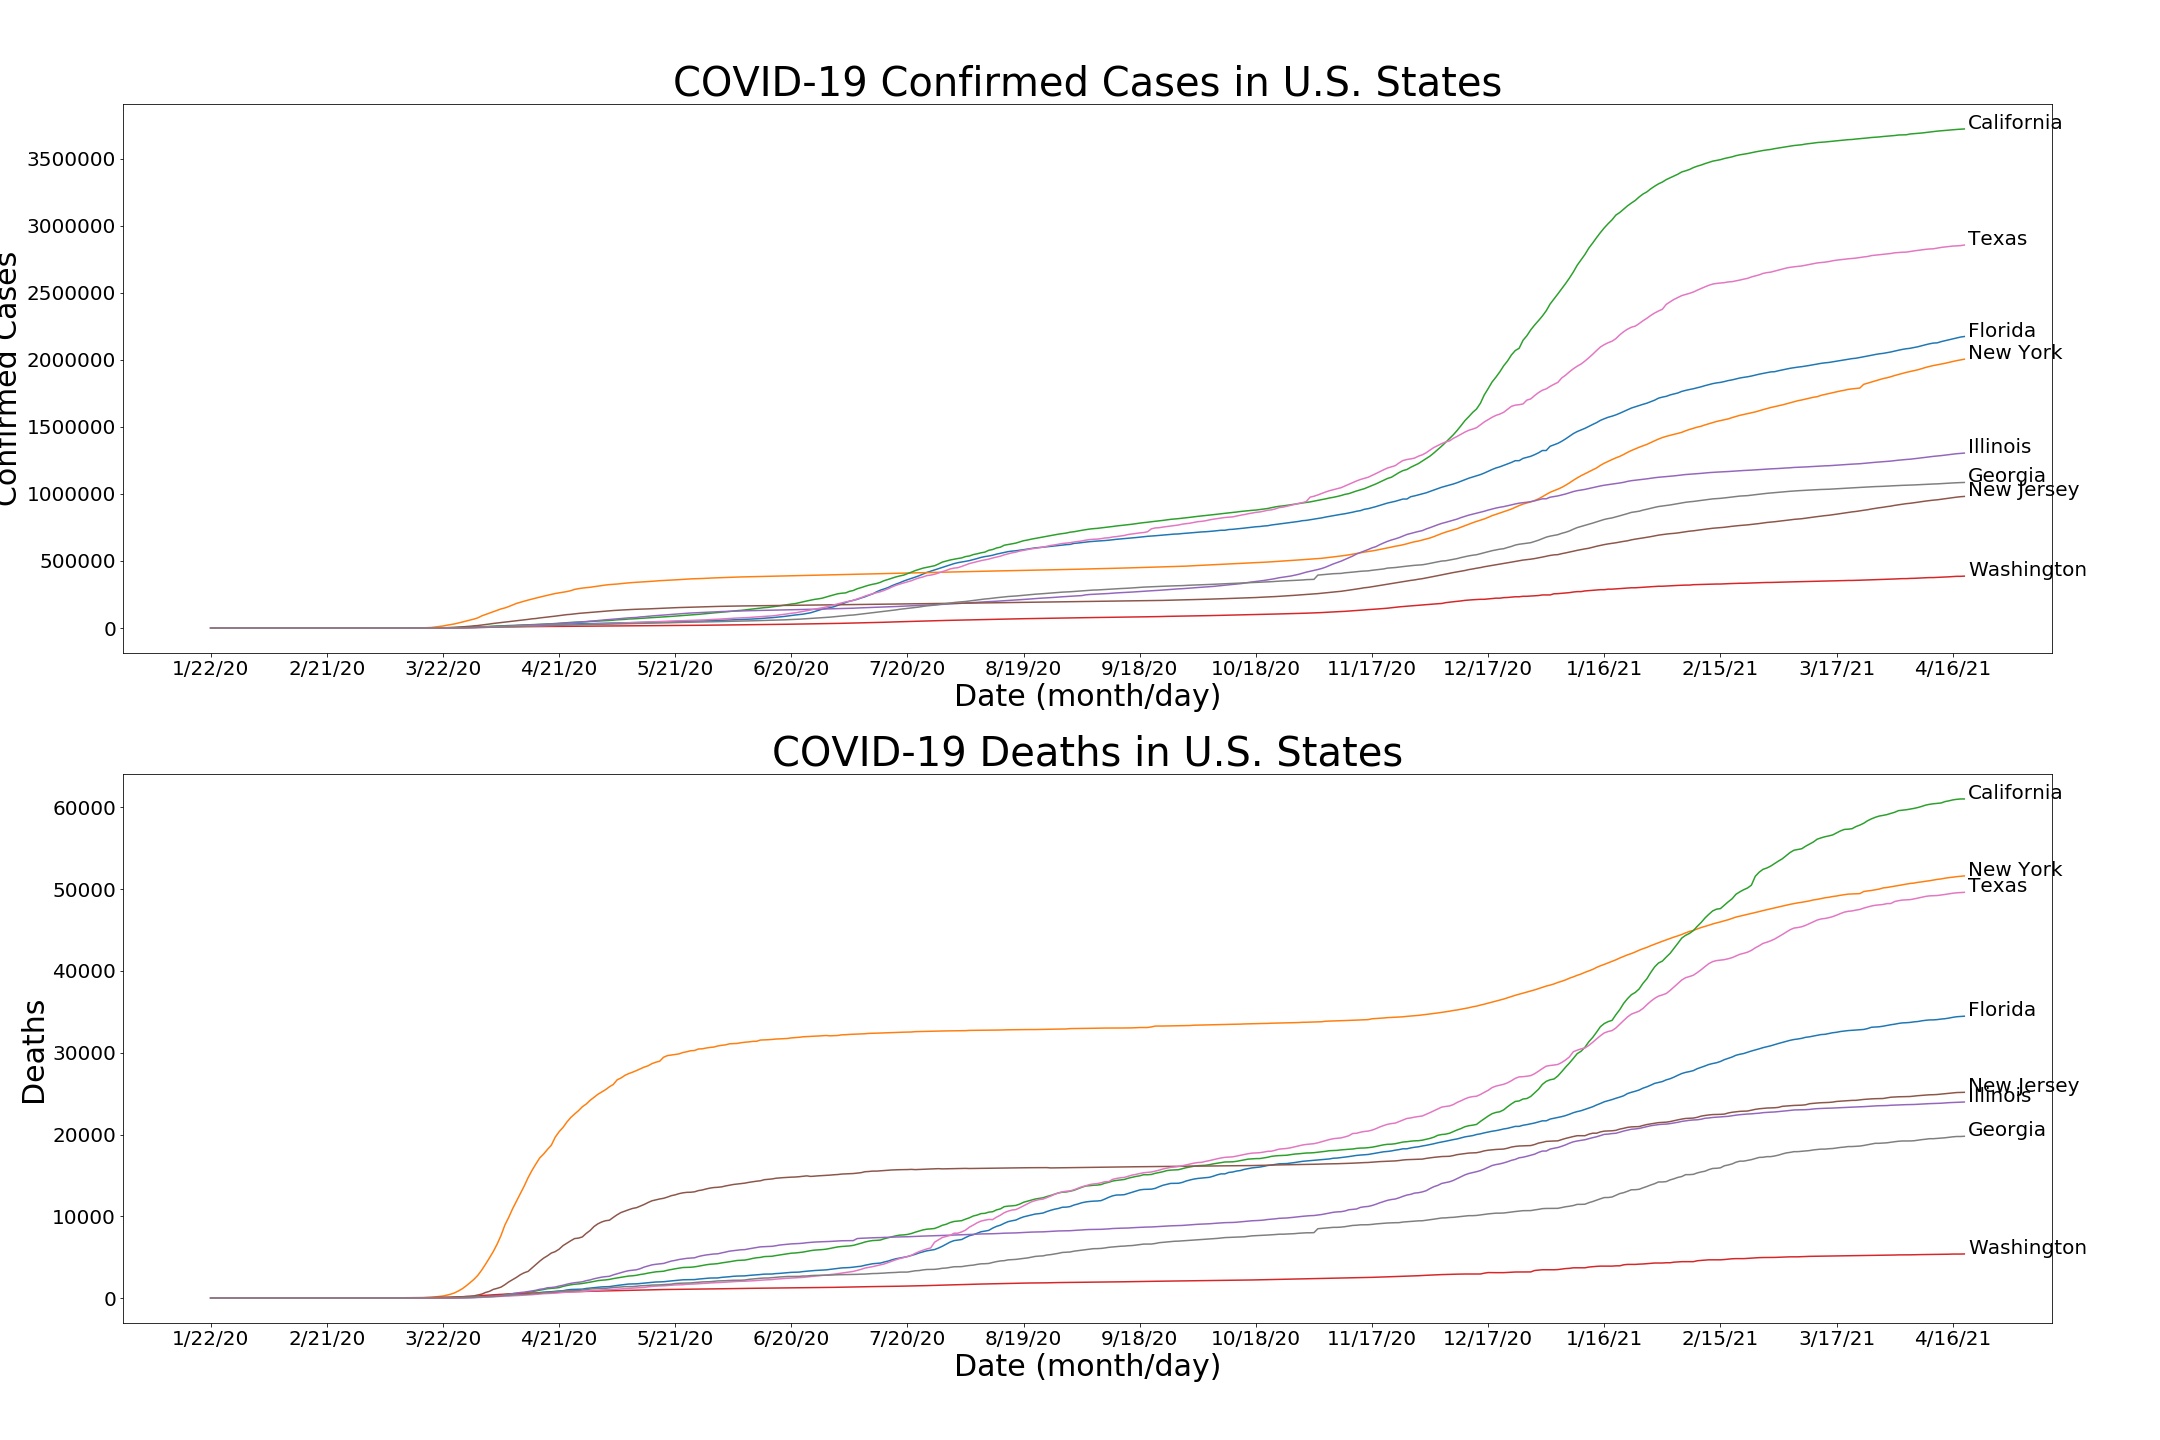 COVID-19 Confirmed Cases in U.S. States
Confirmed Cases
3500000
3000000
2500000
2000000
1500000
1000000
500000
0
California
Texas
Florida
New York
Illinois
Georgia
New Jersey
Washington
1/22/20 2/21/20 3/22/20 4/21/20 5/21/20 6/20/20 7/20/20 8/19/20 9/18/20 10/18/20 11/17/20 12/17/20 1/16/21 2/15/21 3/17/21 4/16/21
Date (month/day)
COVID-19 Deaths in U.S. States
Deaths
60000
50000
40000
30000
20000
10000
0
California
New York
Texas
Florida
New Jersey
Illinois
Georgia
Washington
1/22/20 2/21/20 3/22/20 4/21/20 5/21/20 6/20/20 7/20/20 8/19/20 9/18/20 10/18/20 11/17/20 12/17/20 1/16/21 2/15/21 3/17/21 4/16/21
Date (month/day)